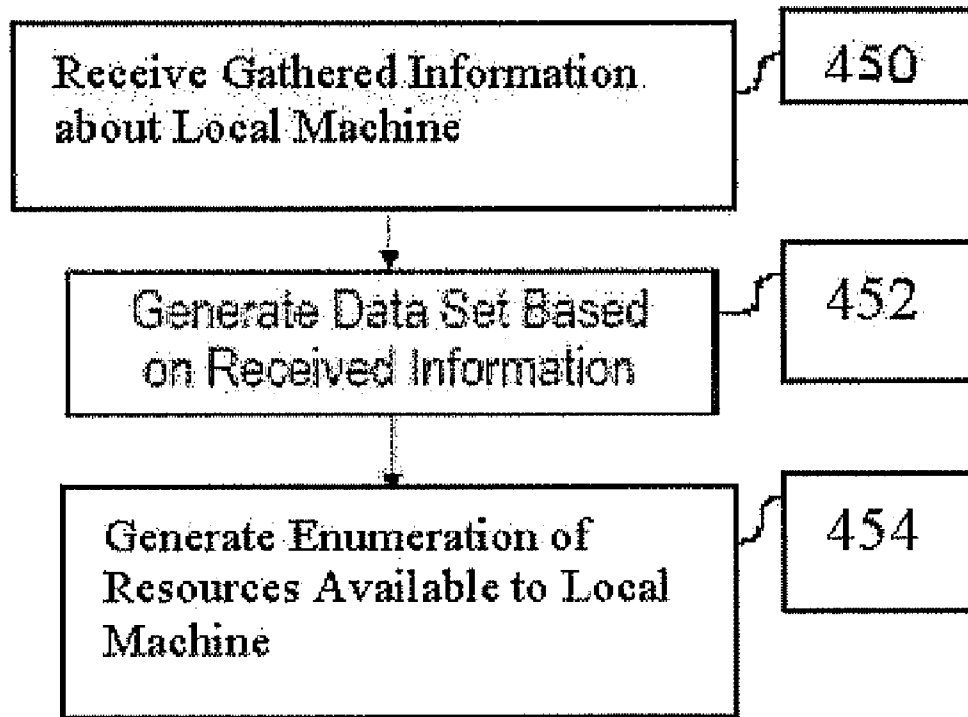 Receive Gathered Information
about Local Machine
450
Generate Data Set Based
on Received Information
452
Generate Enumeration of
Resources Available to Local
Machine
454